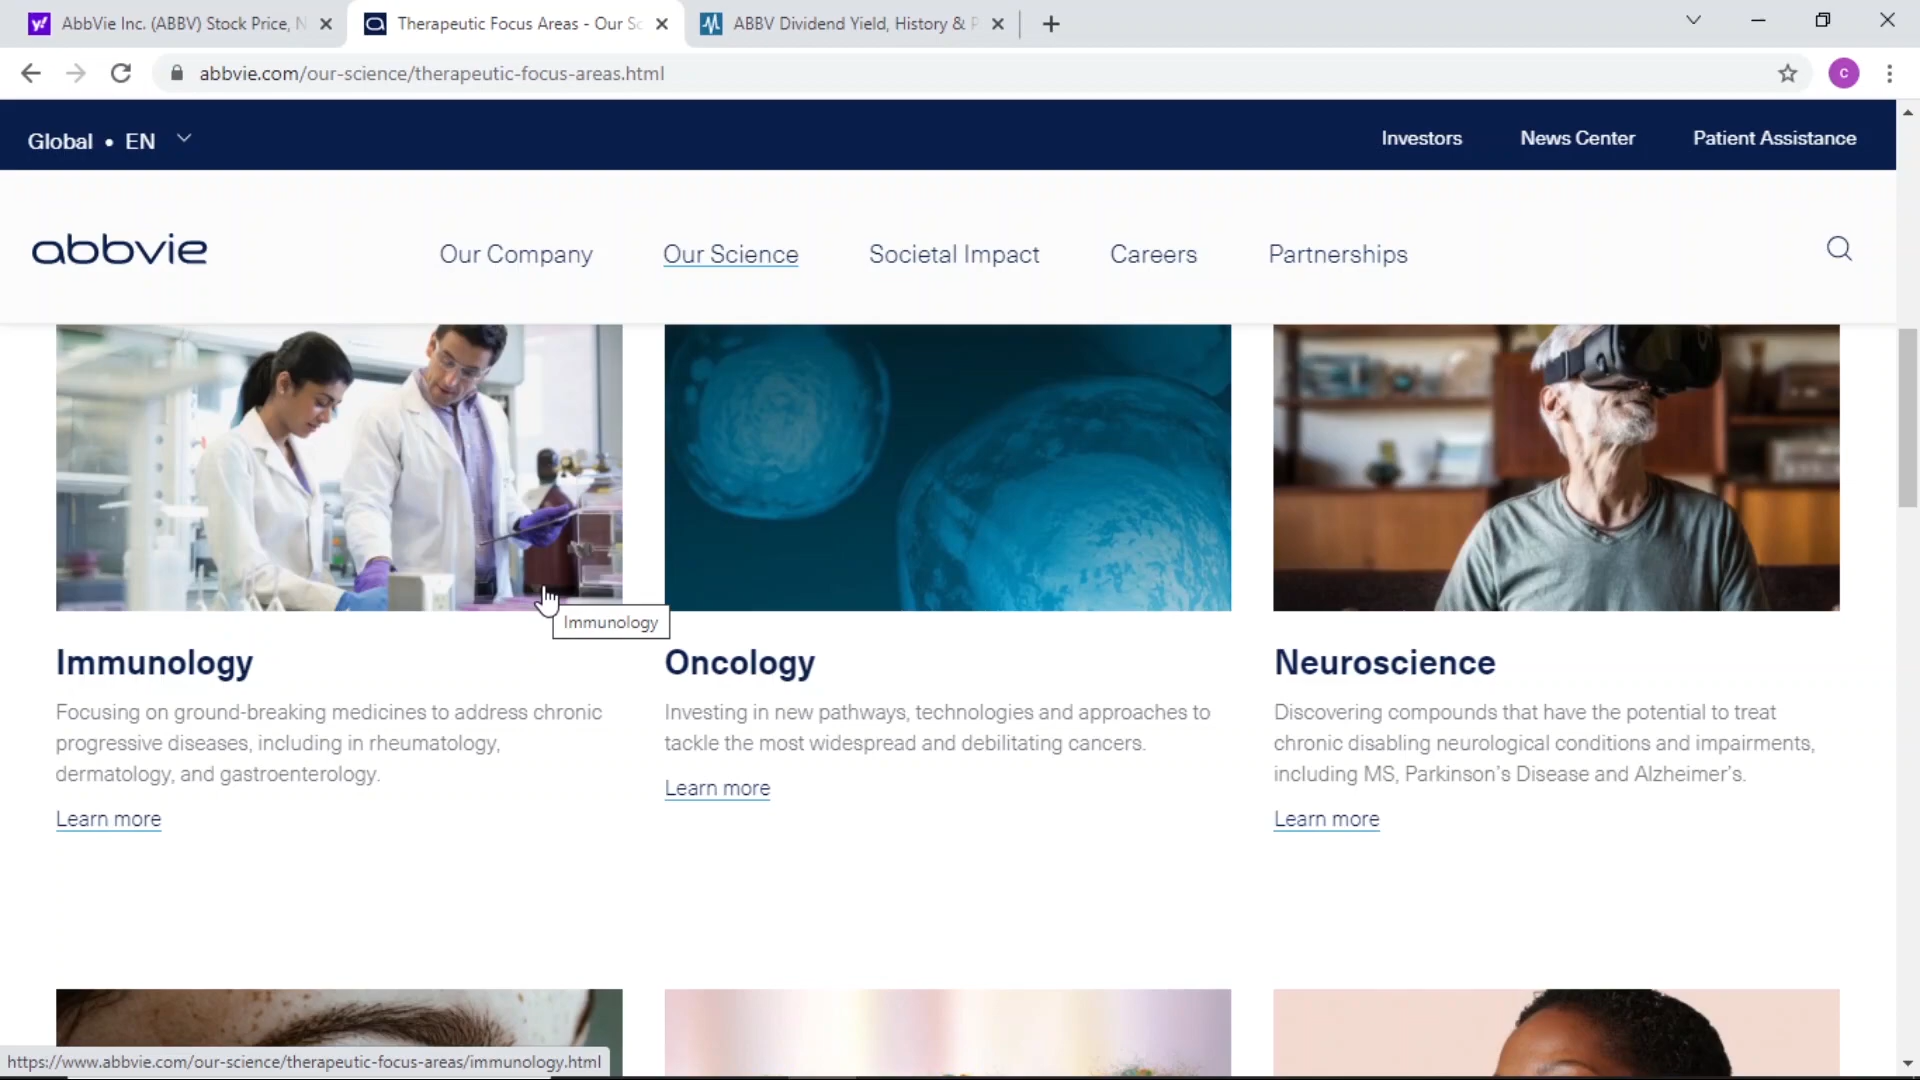 AbbVie Inc. (ABBV) Stock Price, N
Therapeutic Focus Areas - Our Sc
ABBV Dividend Yield, History & P
abbvie.com/our-science/therapeutic-focus-areas.html
c
Global • EN
Investors
News Center
Patient Assistance
abbvie
Our Company
Our Science
Societal Impact
Careers
Partnerships
Immunology
Immunology
Focusing on ground-breaking medicines to address chronic
progressive diseases, including in rheumatology,
dermatology, and gastroenterology.
Learn more
Oncology
Investing in new pathways, technologies and approaches to
tackle the most widespread and debilitating cancers.
Learn more
Neuroscience
Discovering compounds that have the potential to treat
chronic disabling neurological conditions and impairments,
including MS, Parkinson's Disease and Alzheimer's.
Learn more
https://www.abbvie.com/our-science/therapeutic-focus-areas/immunology.html